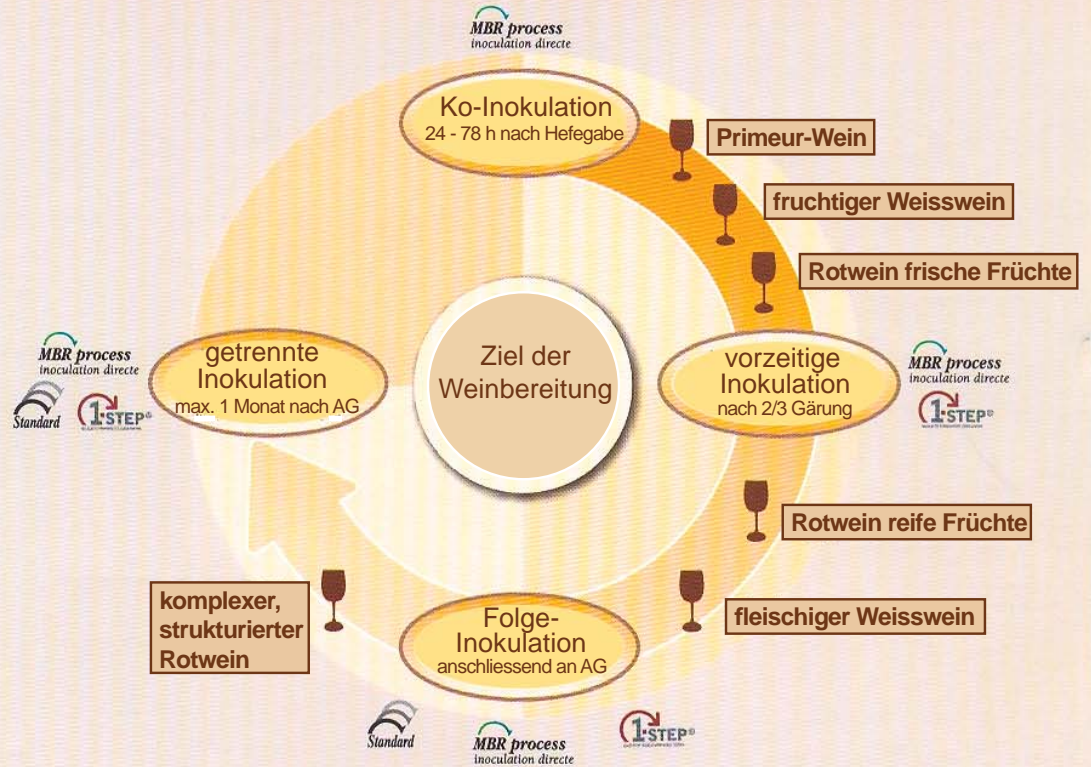 MBR process
inoculation directe
Ko-Inokulation
24 - 78 h nach Hefegabe
Primeur-Wein
fruchtiger Weisswein
Rotwein frische Früchte
getrennte
Inokulation
max. 1 Monat nach AG
MBR process
inoculation directe
Standard
1-STEP®
Ziel der
Weinbereitung
vorzeitige
Inokulation
nach 2/3 Gärung
MBR process
inoculation directe
1-STEP®
Rotwein reife Früchte
fleischiger Weisswein
komplexer,
strukturierter
Rotwein
Folge-
Inokulation
anschliessend an AG
Standard
MBR process
inoculation directe
1-STEP®